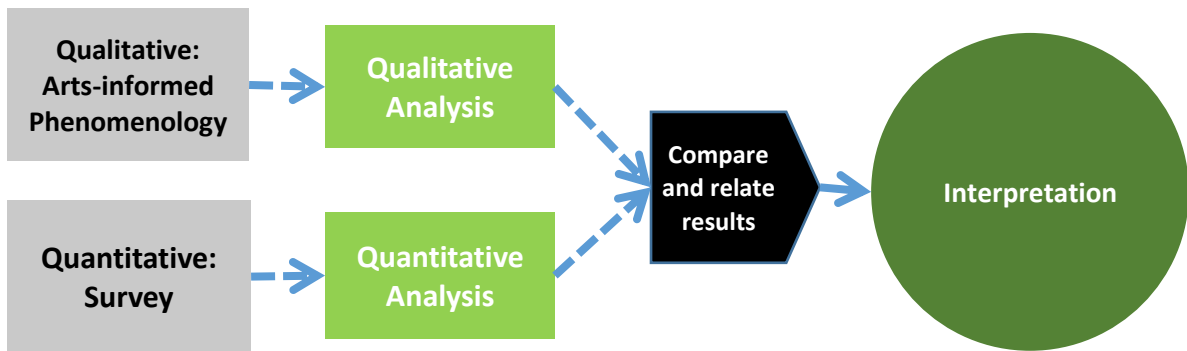 Qualitative:
Arts-informed
Phenomenology
Qualitative
Analysis
Compare
and relate
results
Interpretation
Quantitative:
Survey
Quantitative
Analysis